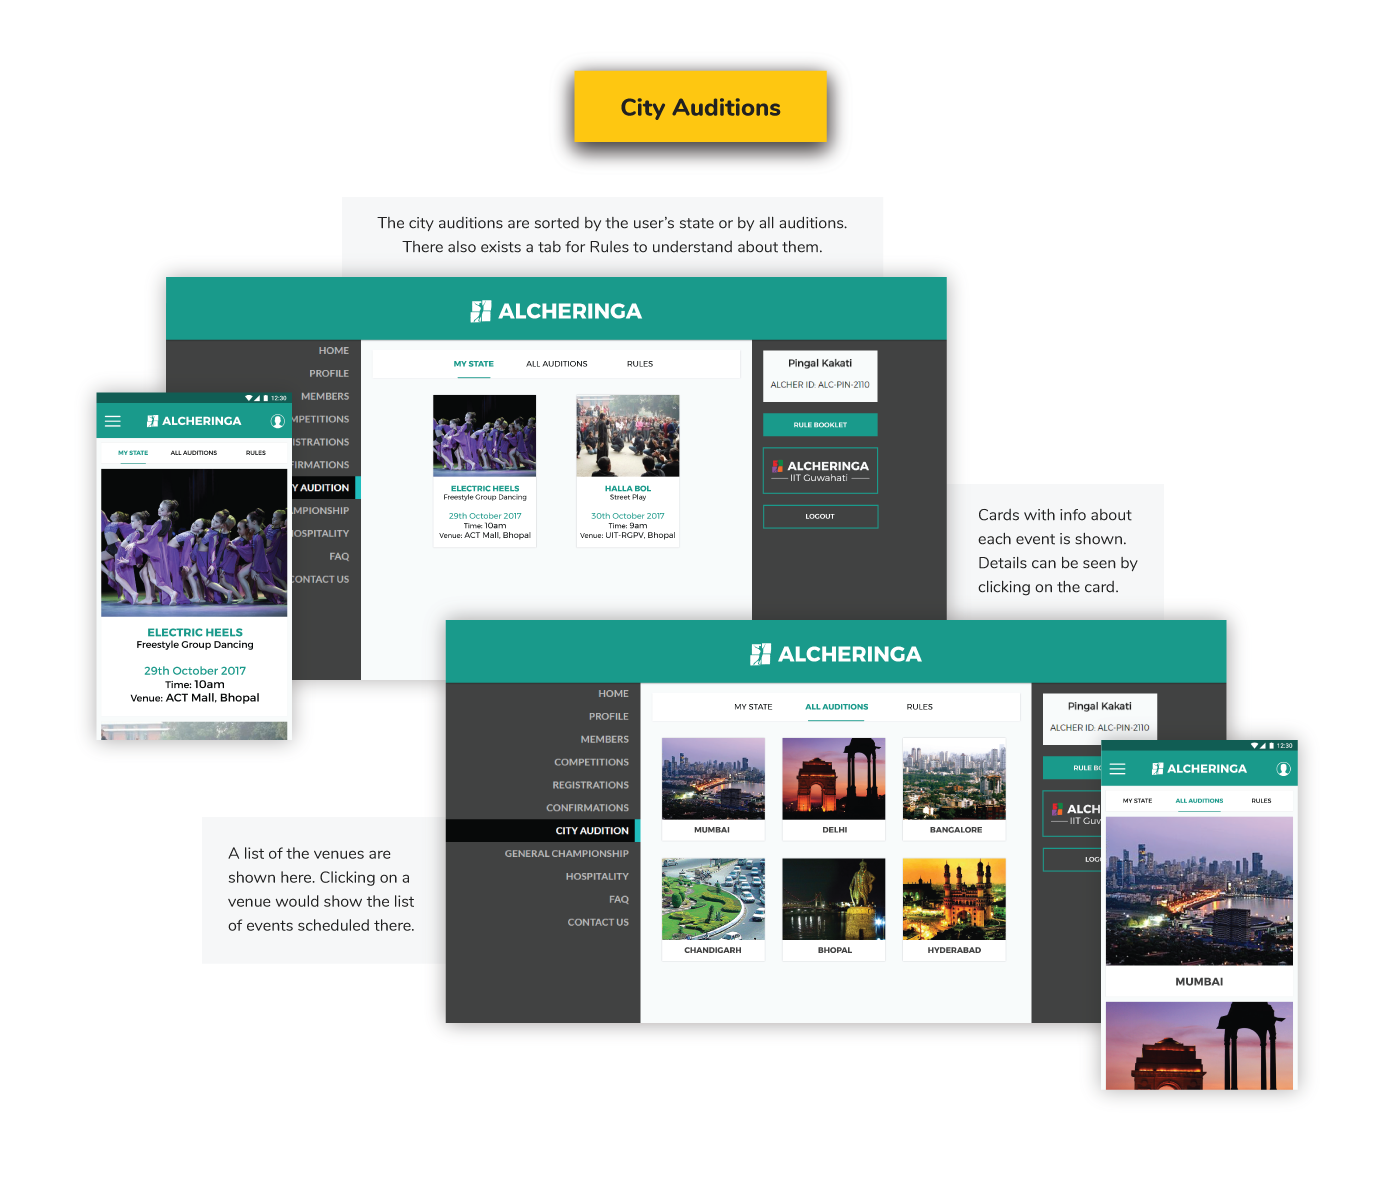 City Auditions
The city auditions are sorted by the user's state or by all auditions.
There also exists a tab for Rules to understand about them.
ALCHERINGA
HOME
PROFILE
MEMBERS
MPETITIONS
ISTRATIONS
IRMATIONS
Y AUDITION
MPIONSHIP
OSPITALITY
FAQ
ONTACT US
MY STATE ALL AUDITIONS RULES
ELECTRIC HEELS
Freestyle Group Dancing
29th October 2017
Time: 10am
Venue: ACT Mall, Bhopal
HALLA BOL
Street Play
30th October 2017
Time: 9am
Venue: UIT-RGPV, Bhopal
Pingal Kakati
ALCHER ID: ALC-PIN-2110
RULE BOOKLET
ALCHERINGA
IIT Guwahati
LOGOUT
12:30
ALCHERINGA
MY STATE ALL AUDITIONS RULES
ELECTRIC HEELS
Freestyle Group Dancing
29th October 2017
Time: 10am
Venue: ACT Mall, Bhopal
Cards with info about
each event is shown.
Details can be seen by
clicking on the card.
ALCHERINGA
HOME
PROFILE
MEMBERS
COMPETITIONS
REGISTRATIONS
CONFIRMATIONS
CITY AUDITION
GENERAL CHAMPIONSHIP
HOSPITALITY
FAQ
CONTACT US
MY STATE ALL AUDITIONS RULES
MUMBAI DELHI BANGALORE
CHANDIGARH BHOPAL HYDERABAD
Pingal Kakati
ALCHER ID: ALC-PIN-2110
RULE BO
ALCH
IIT Guw
LOGO
12:30
ALCHERINGA
MY STATE ALL AUDITIONS RULES
MUMBAI
A list of the venues are
shown here. Clicking on a
venue would show the list
of events scheduled there.